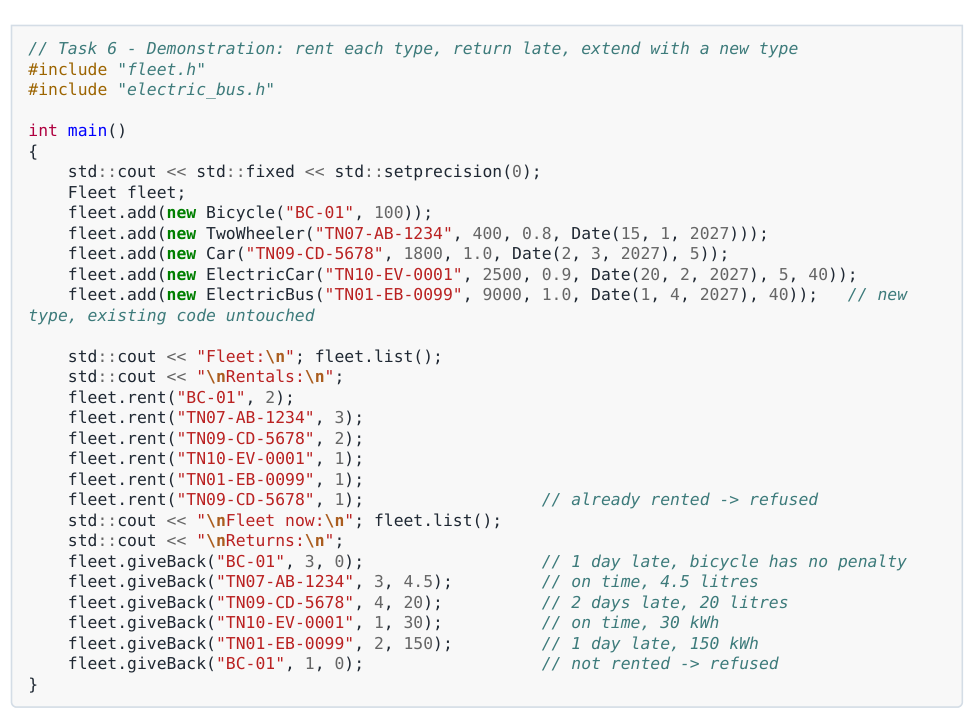 // Task 6 - Demonstration: rent each type, return late, extend with a new type
#include "fleet.h"
#include "electric_bus.h"

int main()
{
    std::cout << std::fixed << std::setprecision(0);
    Fleet fleet;
    fleet.add(new Bicycle("BC-01", 100));
    fleet.add(new TwoWheeler("TN07-AB-1234", 400, 0.8, Date(15, 1, 2027)));
    fleet.add(new Car("TN09-CD-5678", 1800, 1.0, Date(2, 3, 2027), 5));
    fleet.add(new ElectricCar("TN10-EV-0001", 2500, 0.9, Date(20, 2, 2027), 5, 40));
    fleet.add(new ElectricBus("TN01-EB-0099", 9000, 1.0, Date(1, 4, 2027), 40));   // new
type, existing code untouched

    std::cout << "Fleet:\n"; fleet.list();
    std::cout << "\nRentals:\n";
    fleet.rent("BC-01", 2);
    fleet.rent("TN07-AB-1234", 3);
    fleet.rent("TN09-CD-5678", 2);
    fleet.rent("TN10-EV-0001", 1);
    fleet.rent("TN01-EB-0099", 1);
    fleet.rent("TN09-CD-5678", 1);                  // already rented -> refused
    std::cout << "\nFleet now:\n"; fleet.list();
    std::cout << "\nReturns:\n";
    fleet.giveBack("BC-01", 3, 0);                  // 1 day late, bicycle has no penalty
    fleet.giveBack("TN07-AB-1234", 3, 4.5);         // on time, 4.5 litres
    fleet.giveBack("TN09-CD-5678", 4, 20);          // 2 days late, 20 litres
    fleet.giveBack("TN10-EV-0001", 1, 30);          // on time, 30 kWh
    fleet.giveBack("TN01-EB-0099", 2, 150);         // 1 day late, 150 kWh
    fleet.giveBack("BC-01", 1, 0);                  // not rented -> refused
}